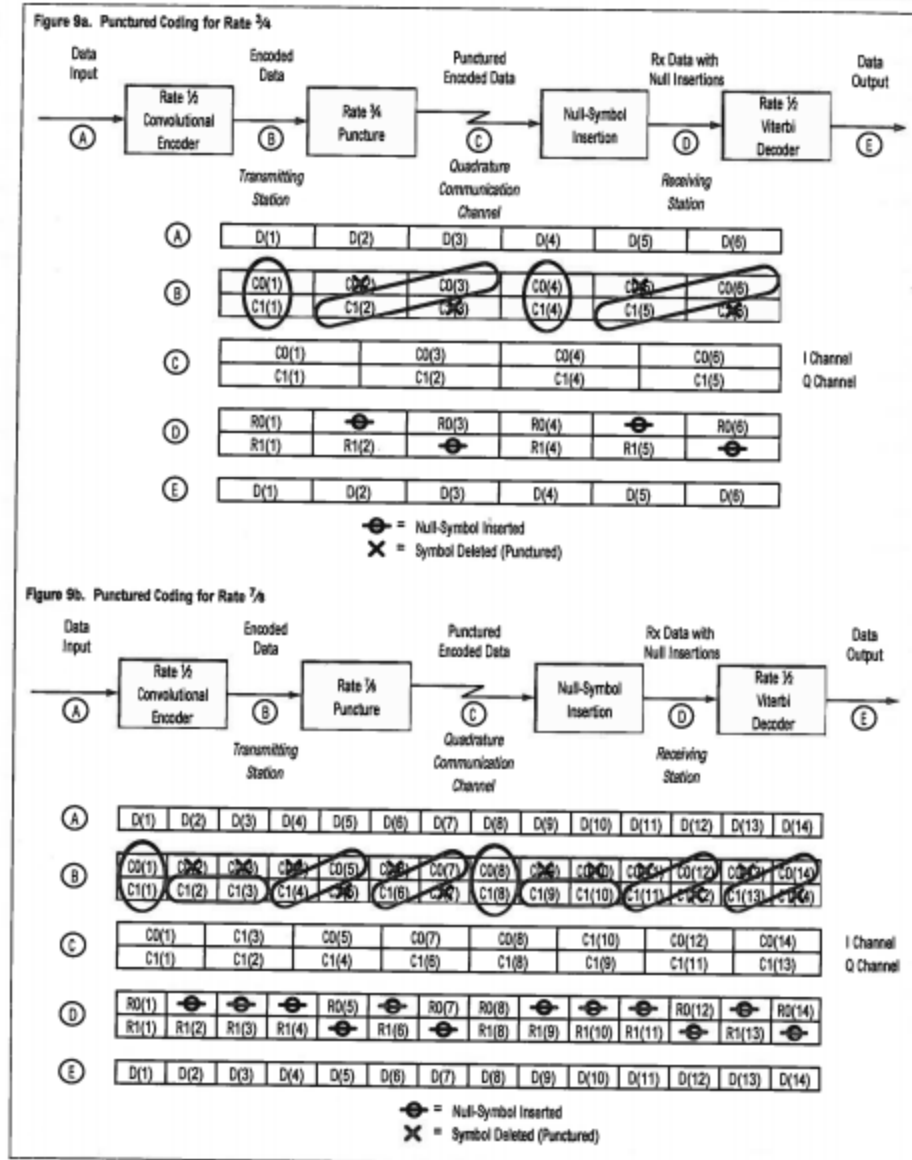 Figure 9a. Punctured Coding for Rate ¾
Data Input
Encoded Data
Punctured Encoded Data
Rx Data with Null Insertions
Data Output
Rate ½ Convolutional Encoder
Rate ¾ Puncture
Null-Symbol Insertion
Rate ½ Viterbi Decoder
A B C D E
Transmitting Station
Quadrature Communication Channel
Receiving Station
A D(1) D(2) D(3) D(4) D(5) D(6)
B C0(1) C0(3) C0(4) C0(6)
C1(1) C1(2) C1(4) C1(5)
C C0(1) C0(3) C0(4) C0(6) I Channel
C1(1) C1(2) C1(4) C1(5) Q Channel
D R0(1) R0(3) R0(4) R0(6)
R1(1) R1(2) R1(4) R1(5)
E D(1) D(2) D(3) D(4) D(5) D(6)
= Null-Symbol Inserted
= Symbol Deleted (Punctured)
Figure 9b. Punctured Coding for Rate ⅞
Data Input
Encoded Data
Punctured Encoded Data
Rx Data with Null Insertions
Data Output
Rate ½ Convolutional Encoder
Rate ⅞ Puncture
Null-Symbol Insertion
Rate ½ Viterbi Decoder
A B C D E
Transmitting Station
Quadrature Communication Channel
Receiving Station
A D(1) D(2) D(3) D(4) D(5) D(6) D(7) D(8) D(9) D(10) D(11) D(12) D(13) D(14)
B C0(1) C0(5) C0(7) C0(8) C0(12) C0(14)
C1(1) C1(2) C1(3) C1(4) C1(6) C1(8) C1(9) C1(10) C1(11) C1(13)
C C0(1) C1(3) C0(5) C0(7) C0(8) C1(10) C0(12) C0(14) I Channel
C1(1) C1(2) C1(4) C1(6) C1(8) C1(9) C1(11) C1(13) Q Channel
D R0(1) R0(5) R0(7) R0(8) R0(12) R0(14)
R1(1) R1(2) R1(3) R1(4) R1(6) R1(8) R1(9) R1(10) R1(11) R1(13)
E D(1) D(2) D(3) D(4) D(5) D(6) D(7) D(8) D(9) D(10) D(11) D(12) D(13) D(14)
= Null-Symbol Inserted
= Symbol Deleted (Punctured)